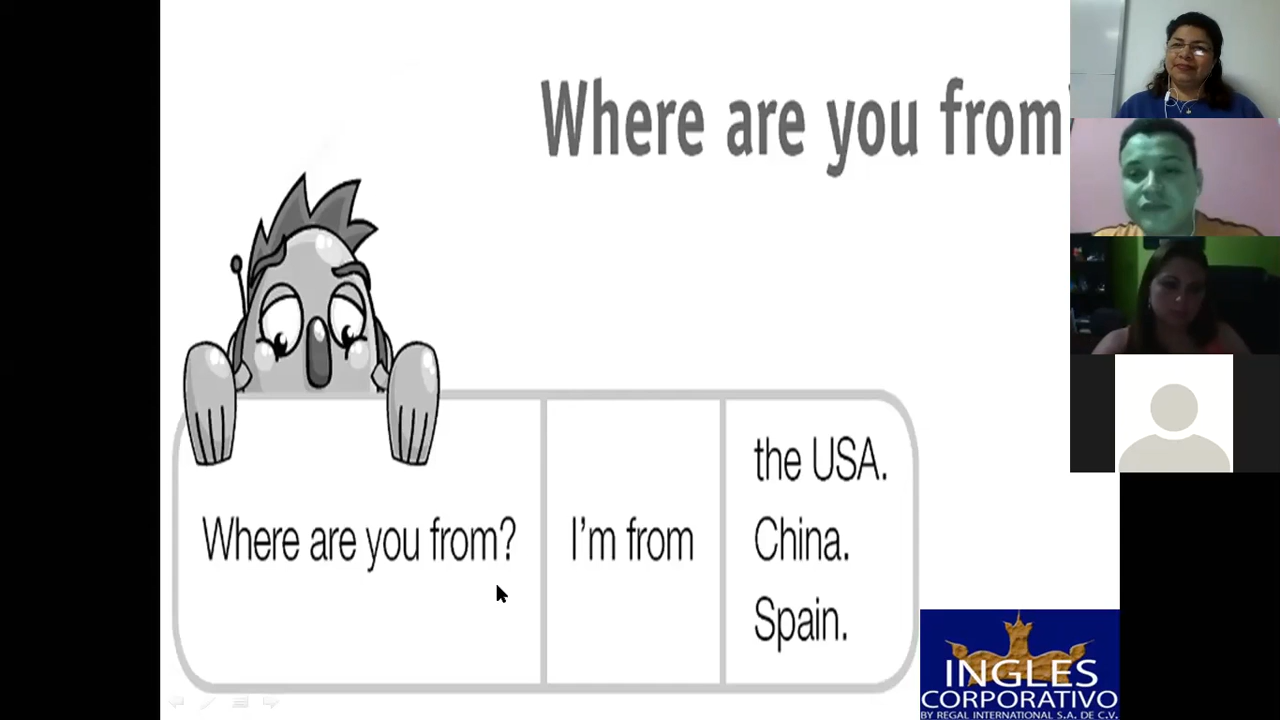 Where are you from
Where are you from?
I'm from
the USA.
China.
Spain.
INGLES
CORPORATIVO
BY REGAL INTERNATIONAL S.A. DE C.V.